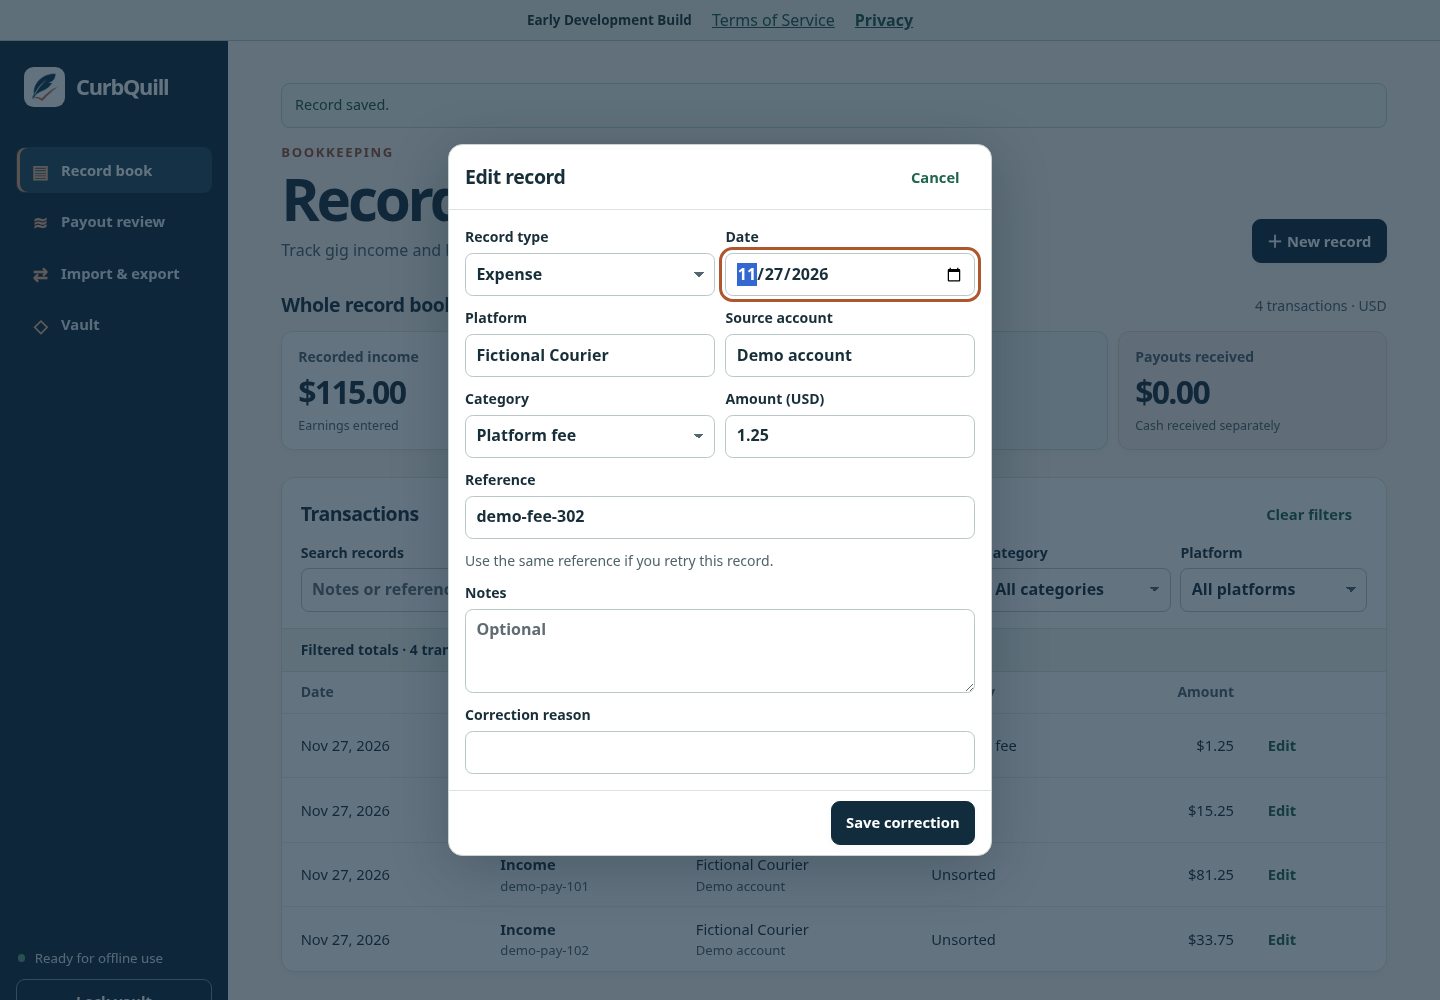 Early Development Build Terms of Service Privacy
CurbQuill
Record book
Payout review
Import & export
Vault
Ready for offline use
Record saved.
BOOKKEEPING
Record
Track gig income and
New record
Whole record book
4 transactions · USD
Recorded income
$115.00
Earnings entered
Payouts received
$0.00
Cash received separately
Transactions
Clear filters
Search records
Platform
Notes or
All categories
All platforms
Filtered totals · 4
Date
Amount
Nov 27, 2026
fee
$1.25
Edit
Nov 27, 2026
$15.25
Edit
Nov 27, 2026
Income
demo-pay-101
Fictional Courier
Demo account
Unsorted
$81.25
Edit
Nov 27, 2026
Income
demo-pay-102
Fictional Courier
Demo account
Unsorted
$33.75
Edit
Edit record
Cancel
Record type
Date
Expense
11/27/2026
Platform
Source account
Fictional Courier
Demo account
Category
Amount (USD)
Platform fee
1.25
Reference
demo-fee-302
Use the same reference if you retry this record.
Notes
Optional
Correction reason
Save correction